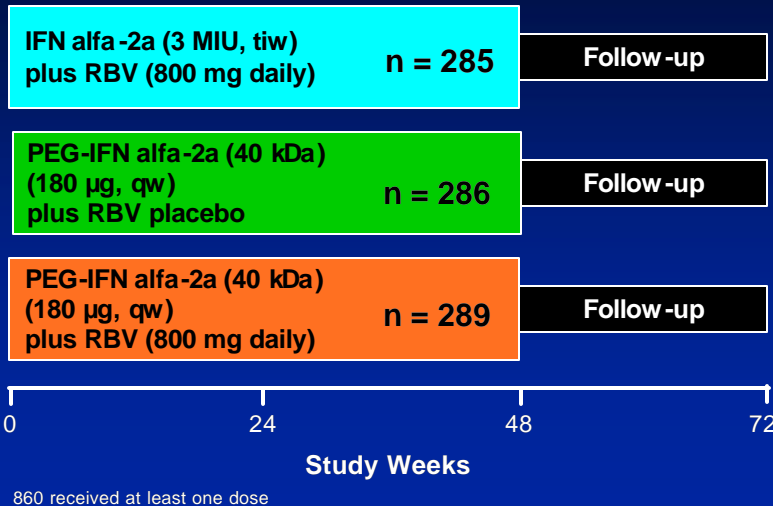 IFN alfa-2a (3 MIU, tiw)
plus RBV (800 mg daily)
n = 285
Follow-up
PEG-IFN alfa-2a (40 kDa)
(180 µg, qw)
plus RBV placebo
n = 286
Follow-up
PEG-IFN alfa-2a (40 kDa)
(180 µg, qw)
plus RBV (800 mg daily)
n = 289
Follow-up
0 24 48 72
Study Weeks
860 received at least one dose